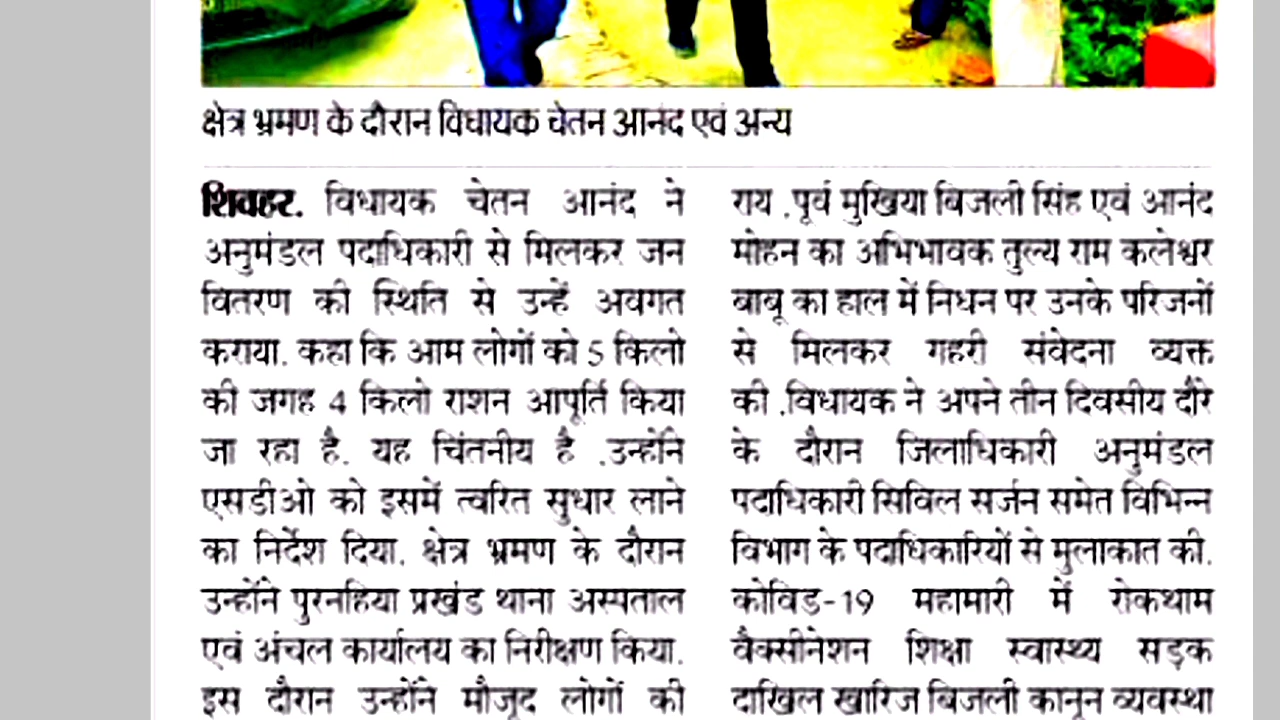 क्षेत्र भ्रमण के दौरान विधायक चेतन आनंद एवं अन्य
शिवहर. विधायक चेतन आनंद ने
अनुमंडल पदाधिकारी से मिलकर जन
वितरण की स्थिति से उन्हें अवगत
कराया. कहा कि आम लोगों को 5 किलो
की जगह 4 किलो राशन आपूर्ति किया
जा रहा है. यह चिंतनीय है .उन्होंने
एसडीओ को इसमें त्वरित सुधार लाने
का निर्देश दिया. क्षेत्र भ्रमण के दौरान
उन्होंने पुरनहिया प्रखंड थाना अस्पताल
एवं अंचल कार्यालय का निरीक्षण किया.
इस दौरान उन्होंने मौजूद लोगों की
राय .पूर्व मुखिया बिजली सिंह एवं आनंद
मोहन का अभिभावक तुल्य राम कलेश्वर
बाबू का हाल में निधन पर उनके परिजनों
से मिलकर गहरी संवेदना व्यक्त
की .विधायक ने अपने तीन दिवसीय दौरे
के दौरान जिलाधिकारी अनुमंडल
पदाधिकारी सिविल सर्जन समेत विभिन्न
विभाग के पदाधिकारियों से मुलाकात की.
कोविड-19 महामारी में रोकथाम
वैक्सीनेशन शिक्षा स्वास्थ्य सड़क
दाखिल खारिज बिजली कानून व्यवस्था